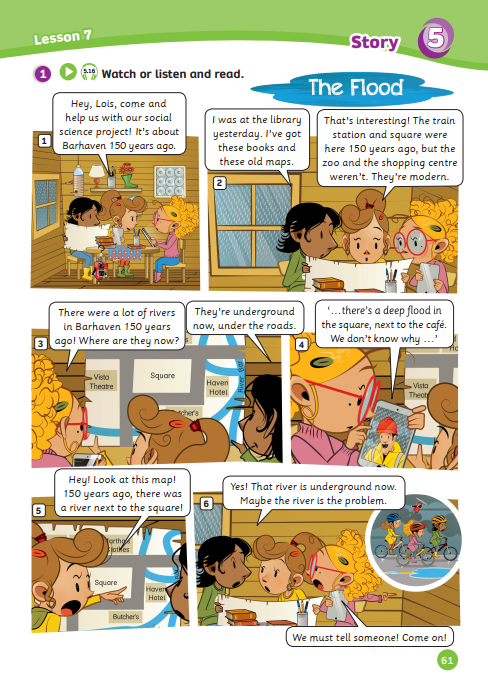 Lesson 7
Story 5
1 5.16 Watch or listen and read.
The Flood
1
Hey, Lois, come and
help us with our social
science project! It's about
Barhaven 150 years ago.
2
I was at the library
yesterday. I've got
these books and
these old maps.
That's interesting! The train
station and square were
here 150 years ago, but the
zoo and the shopping centre
weren't. They're modern.
3
There were a lot of rivers
in Barhaven 150 years
ago! Where are they now?
They're underground
now, under the roads.
Vista
Theatre
Square
Haven
Hotel
River
4
'...there's a deep flood in
the square, next to the café.
We don't know why ...'
Vista
5
Hey! Look at this map!
150 years ago, there was
a river next to the square!
Square
Haven
Hotel
Butcher's
6
Yes! That river is underground now.
Maybe the river is the problem.
We must tell someone! Come on!
61